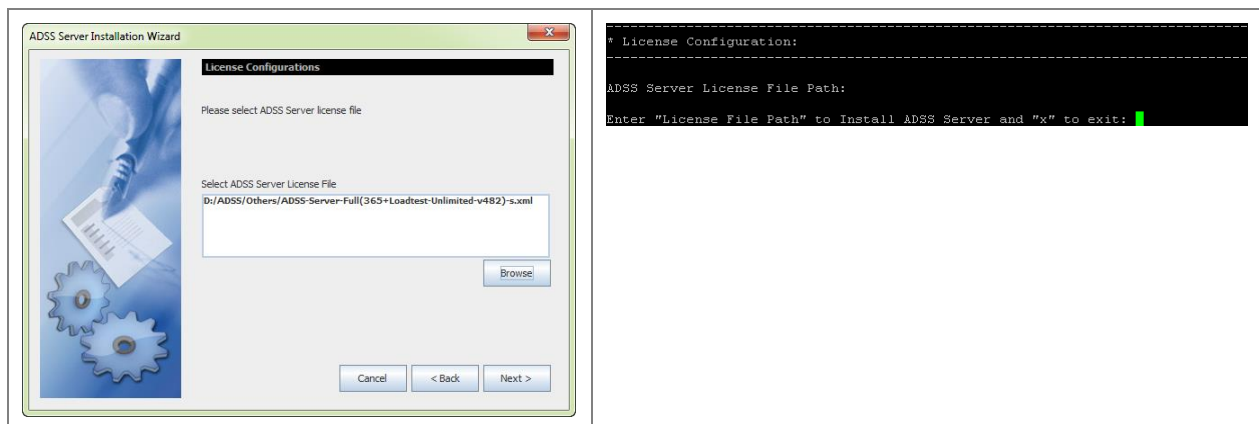 ADSS Server Installation Wizard
License Configurations
Please select ADSS Server license file
Select ADSS Server License File
D:/ADSS/Others/ADSS-Server-Full(365+Loadtest-Unlimited-v482)-s.xml
Browse
Cancel
< Back
Next >
* License Configuration:
ADSS Server License File Path:
Enter "License File Path" to Install ADSS Server and "x" to exit: